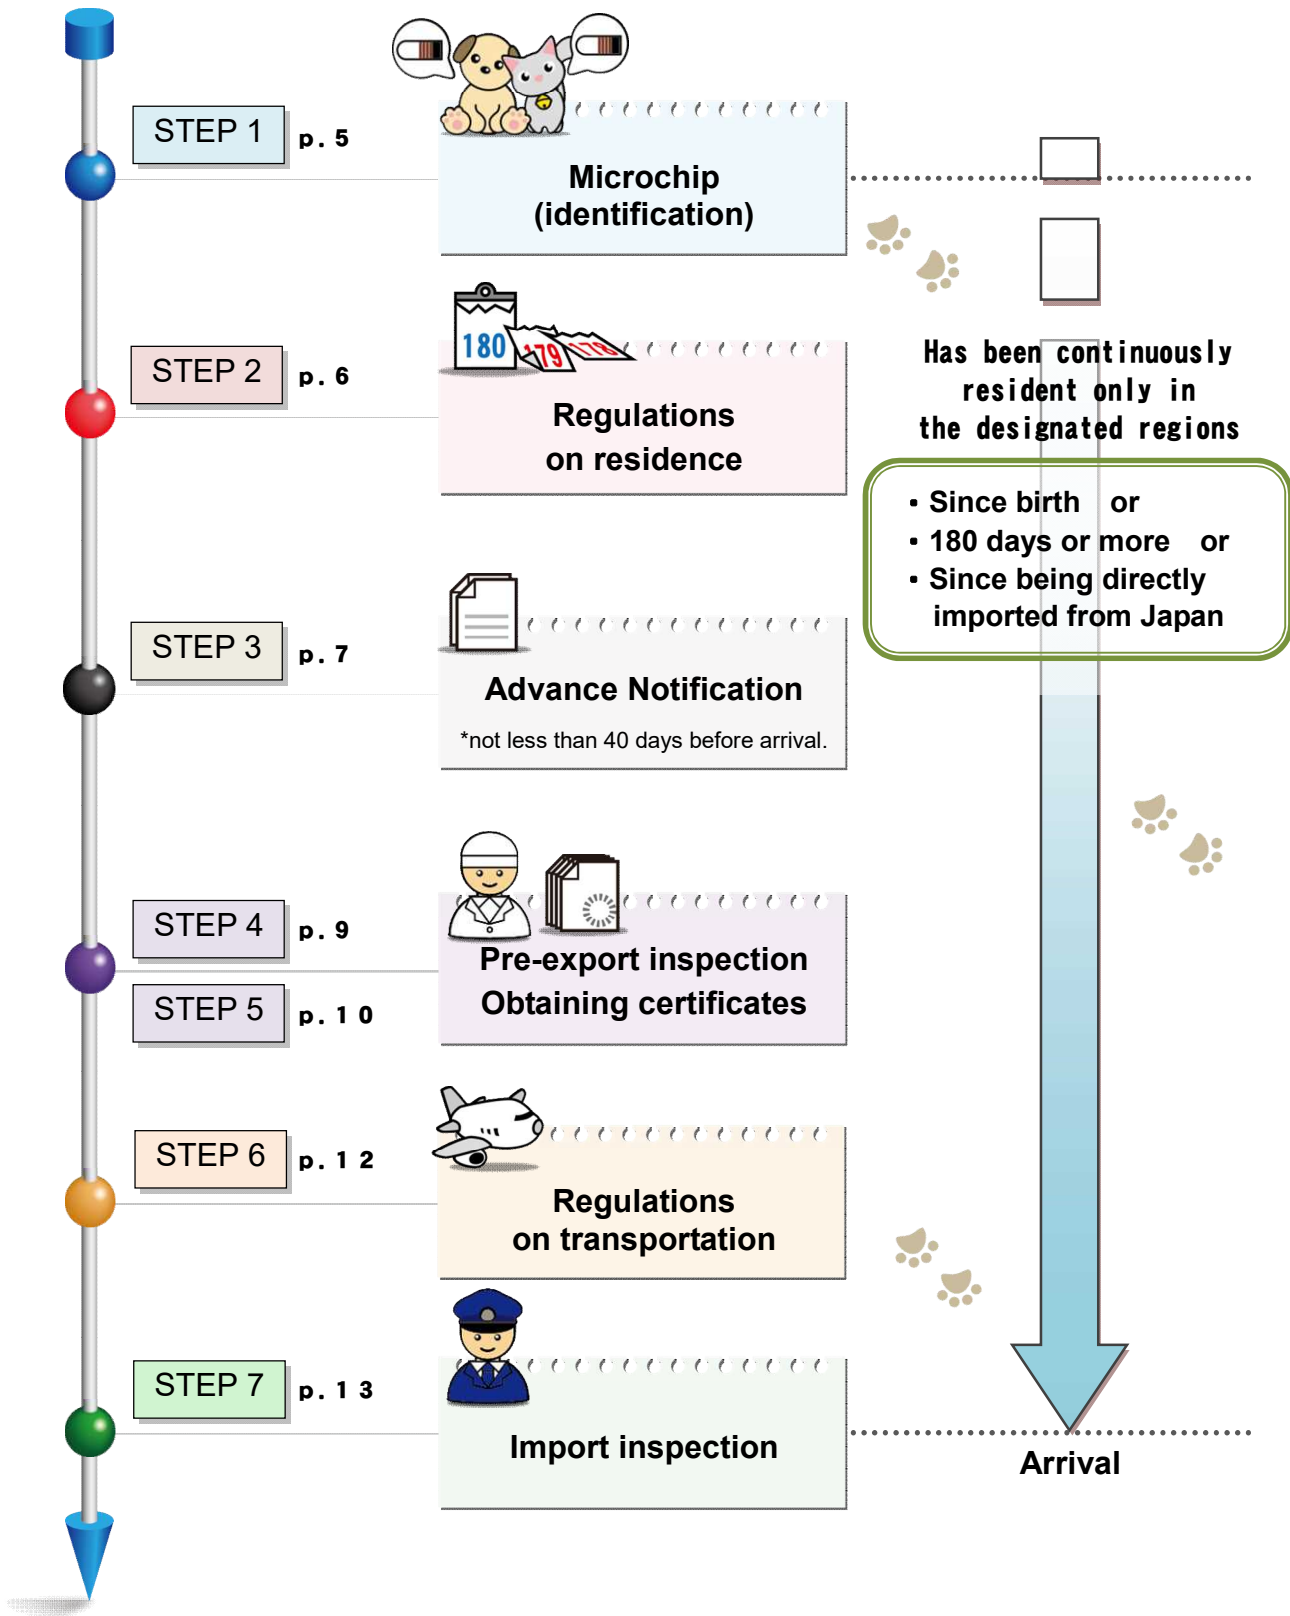 STEP 1
p. 5
Microchip
(identification)
STEP 2
p. 6
180
179
178
Regulations
on residence
Has been continuously
resident only in
the designated regions
・Since birth or
・180 days or more or
・Since being directly
imported from Japan
STEP 3
p. 7
Advance Notification
*not less than 40 days before arrival.
STEP 4
p. 9
STEP 5
p. 10
Pre-export inspection
Obtaining certificates
STEP 6
p. 12
Regulations
on transportation
STEP 7
p. 13
Import inspection
Arrival